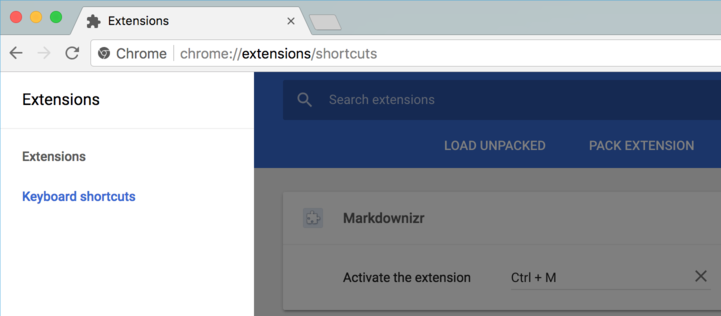 Extensions
Chrome chrome://extensions/shortcuts
Extensions
Search extensions
LOAD UNPACKED PACK EXTENSION
Extensions
Keyboard shortcuts
Markdownizr
Activate the extension Ctrl + M